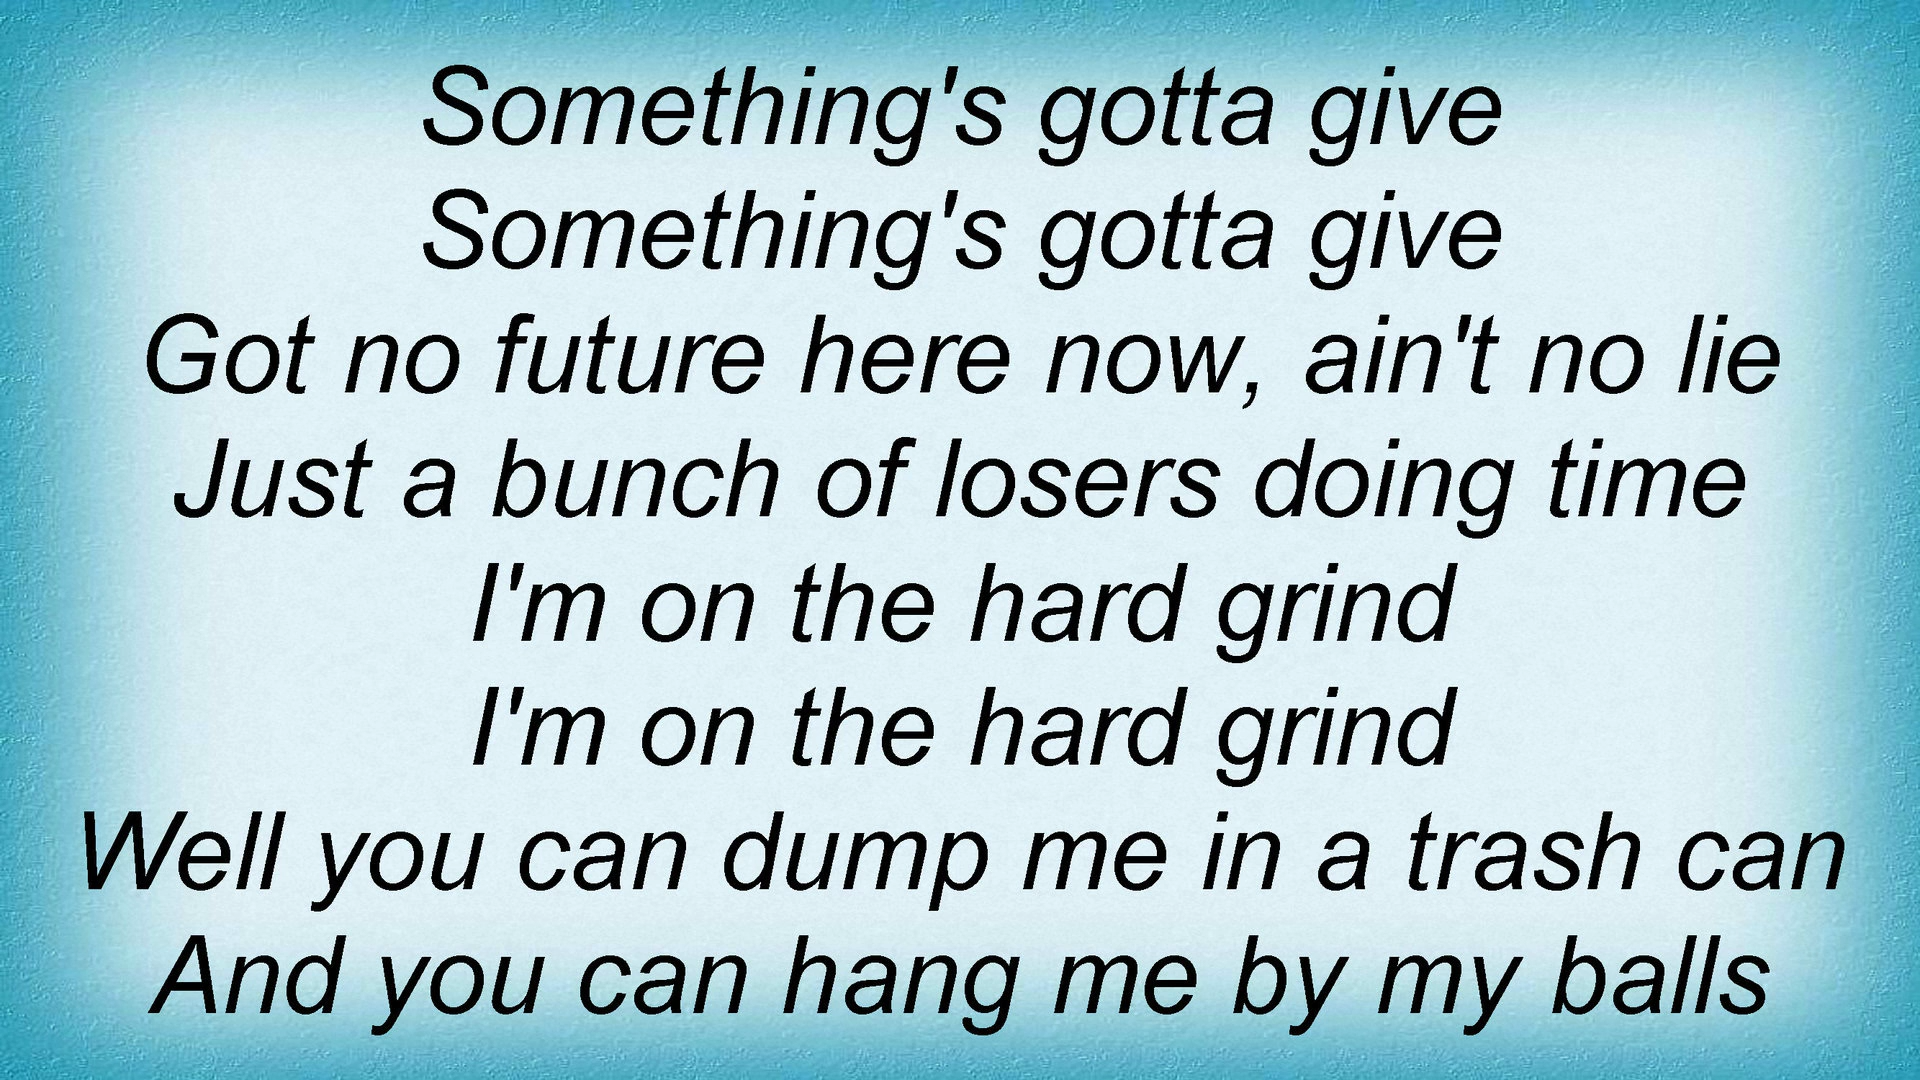 Something's gotta give
Something's gotta give
Got no future here now, ain't no lie
Just a bunch of losers doing time
I'm on the hard grind
I'm on the hard grind
Well you can dump me in a trash can
And you can hang me by my balls